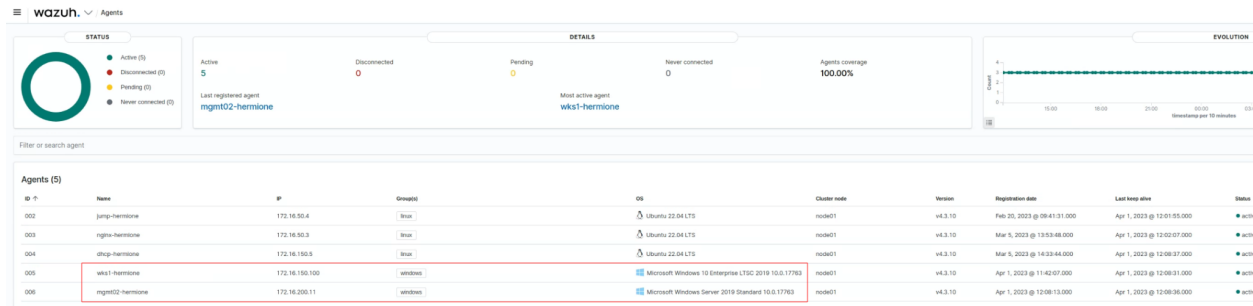 wazuh. Agents
STATUS
Active (5)
Disconnected (0)
Pending (0)
Never connected (0)
DETAILS
Active Disconnected Pending Never connected Agents coverage
5 0 0 0 100.00%
Last registered agent Most active agent
mgmt02-hermione wks1-hermione
EVOLUTION
Count
4
3
2
1
0
15:00 18:00 21:00 00:00 03:
timestamp per 10 minutes
Filter or search agent
Agents (5)
ID Name IP Group(s) OS Cluster node Version Registration date Last keep alive Status
002 jump-hermione 172.16.50.4 linux Ubuntu 22.04 LTS node01 v4.3.10 Feb 20, 2023 @ 09:41:31.000 Apr 1, 2023 @ 12:01:55.000 acti
003 nginx-hermione 172.16.50.3 linux Ubuntu 22.04 LTS node01 v4.3.10 Mar 5, 2023 @ 13:53:48.000 Apr 1, 2023 @ 12:02:07.000 acti
004 dhcp-hermione 172.16.150.5 linux Ubuntu 22.04 LTS node01 v4.3.10 Mar 5, 2023 @ 14:33:44.000 Apr 1, 2023 @ 12:08:37.000 acti
005 wks1-hermione 172.16.150.100 windows Microsoft Windows 10 Enterprise LTSC 2019 10.0.17763 node01 v4.3.10 Apr 1, 2023 @ 11:42:07.000 Apr 1, 2023 @ 12:08:31.000 acti
006 mgmt02-hermione 172.16.200.11 windows Microsoft Windows Server 2019 Standard 10.0.17763 node01 v4.3.10 Apr 1, 2023 @ 12:08:13.000 Apr 1, 2023 @ 12:08:36.000 acti